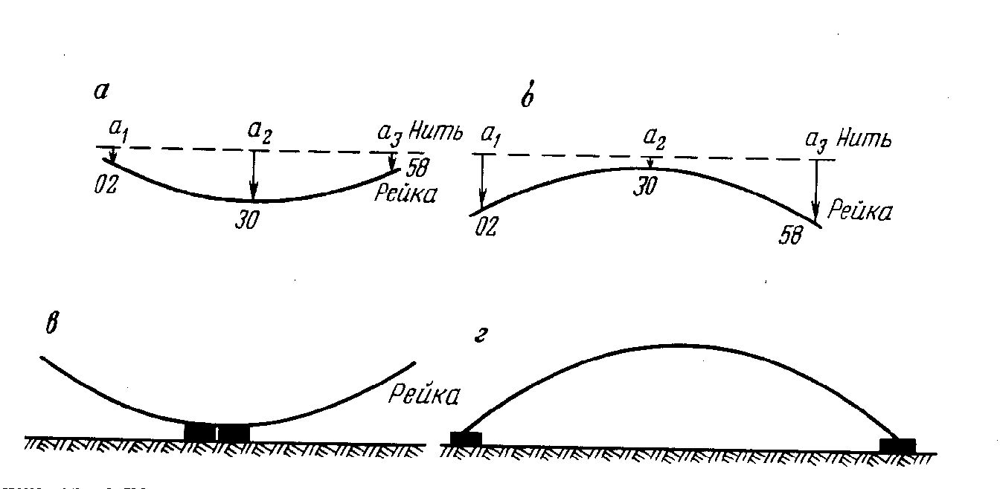 а
a₁ a₂ a₃ Нить
02 30 58
Рейка
б
a₁ a₂ a₃ Нить
02 30 58
Рейка
в
Рейка
г